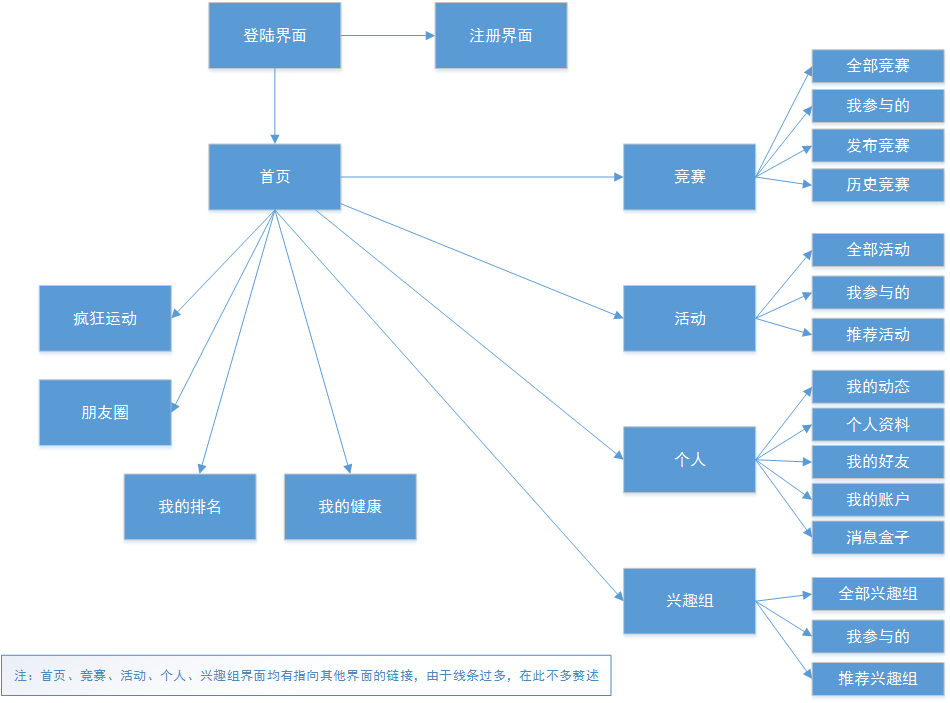 登陆界面
注册界面
首页
竞赛
全部竞赛
我参与的
发布竞赛
历史竞赛
活动
全部活动
我参与的
推荐活动
疯狂运动
朋友圈
我的排名
我的健康
个人
我的动态
个人资料
我的好友
我的账户
消息盒子
兴趣组
全部兴趣组
我参与的
推荐兴趣组
注：首页、竞赛、活动、个人、兴趣组界面均有指向其他界面的链接，由于线条过多，在此不多赘述